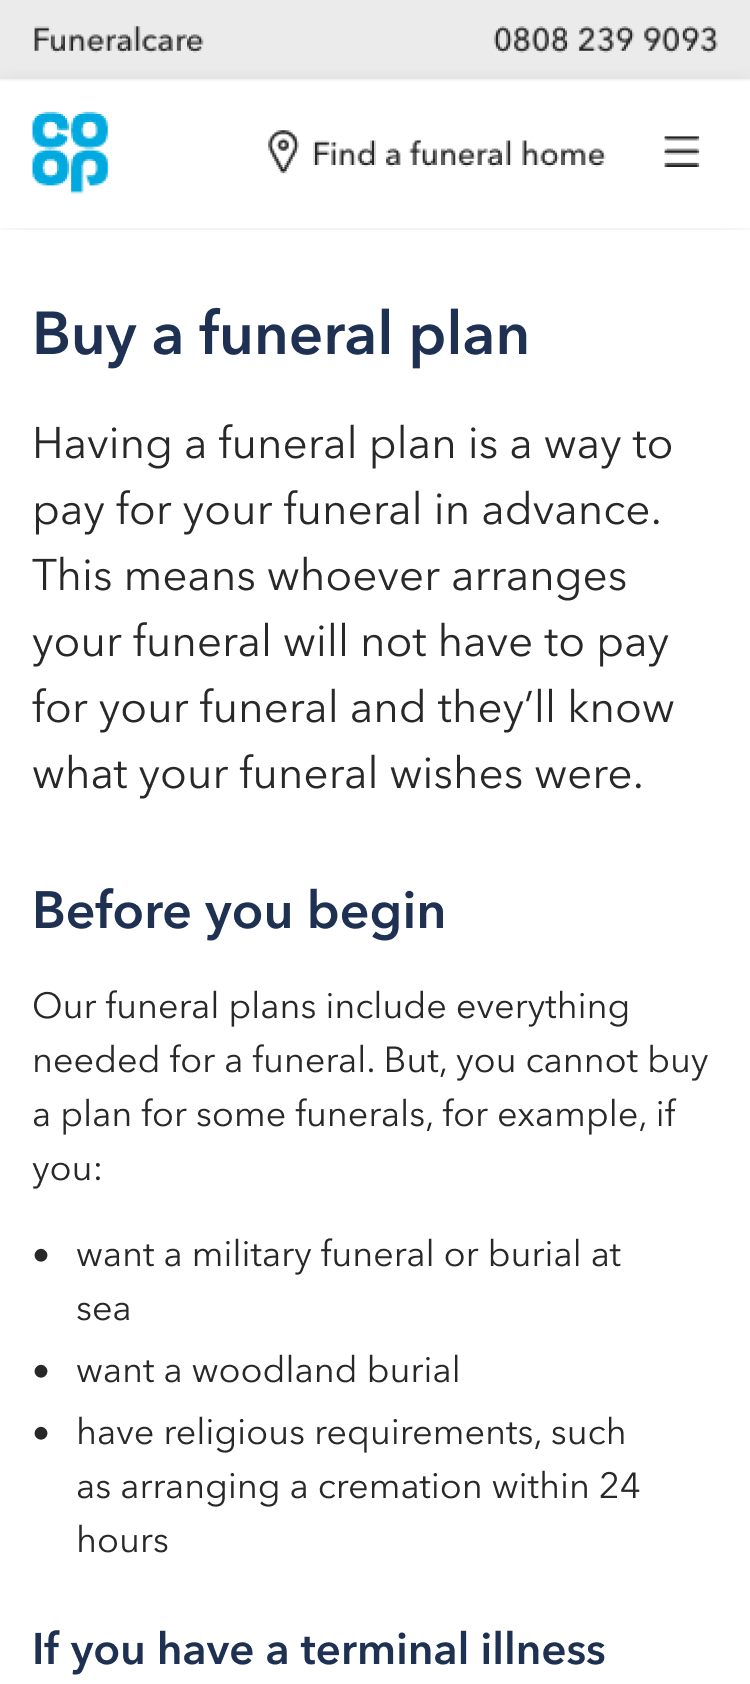 Funeralcare 0808 239 9093
co
op
Find a funeral home
Buy a funeral plan
Having a funeral plan is a way to
pay for your funeral in advance.
This means whoever arranges
your funeral will not have to pay
for your funeral and they’ll know
what your funeral wishes were.
Before you begin
Our funeral plans include everything
needed for a funeral. But, you cannot buy
a plan for some funerals, for example, if
you:
• want a military funeral or burial at
sea
• want a woodland burial
• have religious requirements, such
as arranging a cremation within 24
hours
If you have a terminal illness